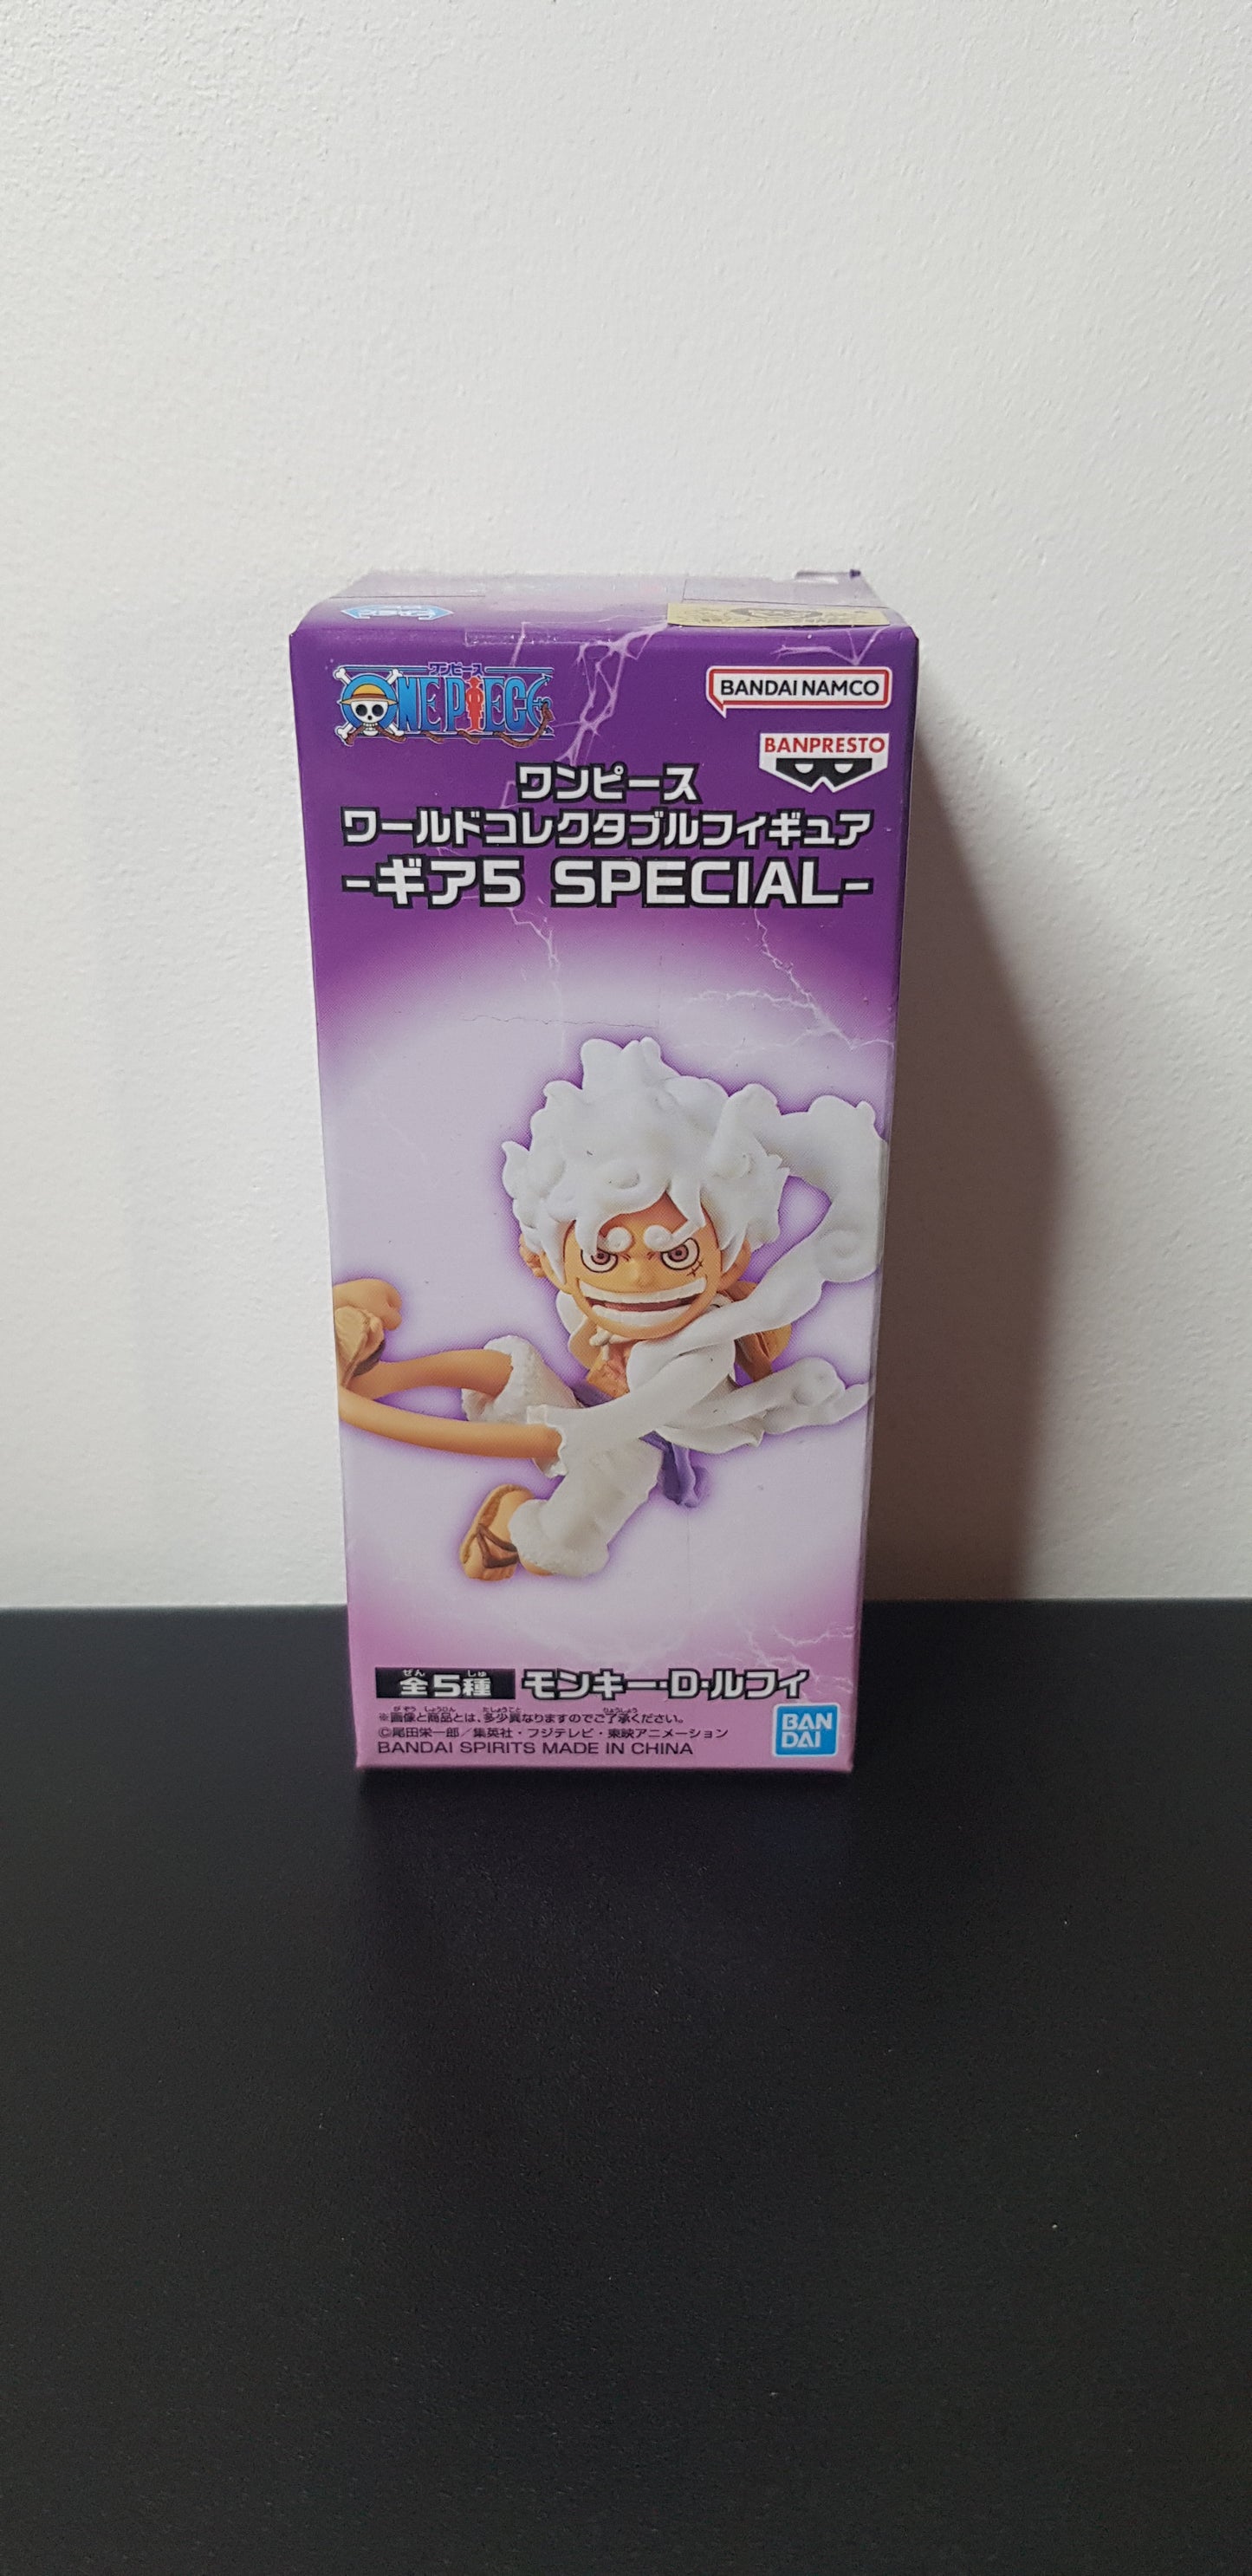 ワンピース
ONE PIECE
BANDAI NAMCO
BANPRESTO
ワンピース
ワールドコレクタブルフィギュア
-ギア5 SPECIAL-
全5種 モンキー・D・ルフィ
※画像と商品とは、多少異なりますのでご了承ください。
©尾田栄一郎／集英社・フジテレビ・東映アニメーション
BANDAI SPIRITS MADE IN CHINA
BAN
DAI